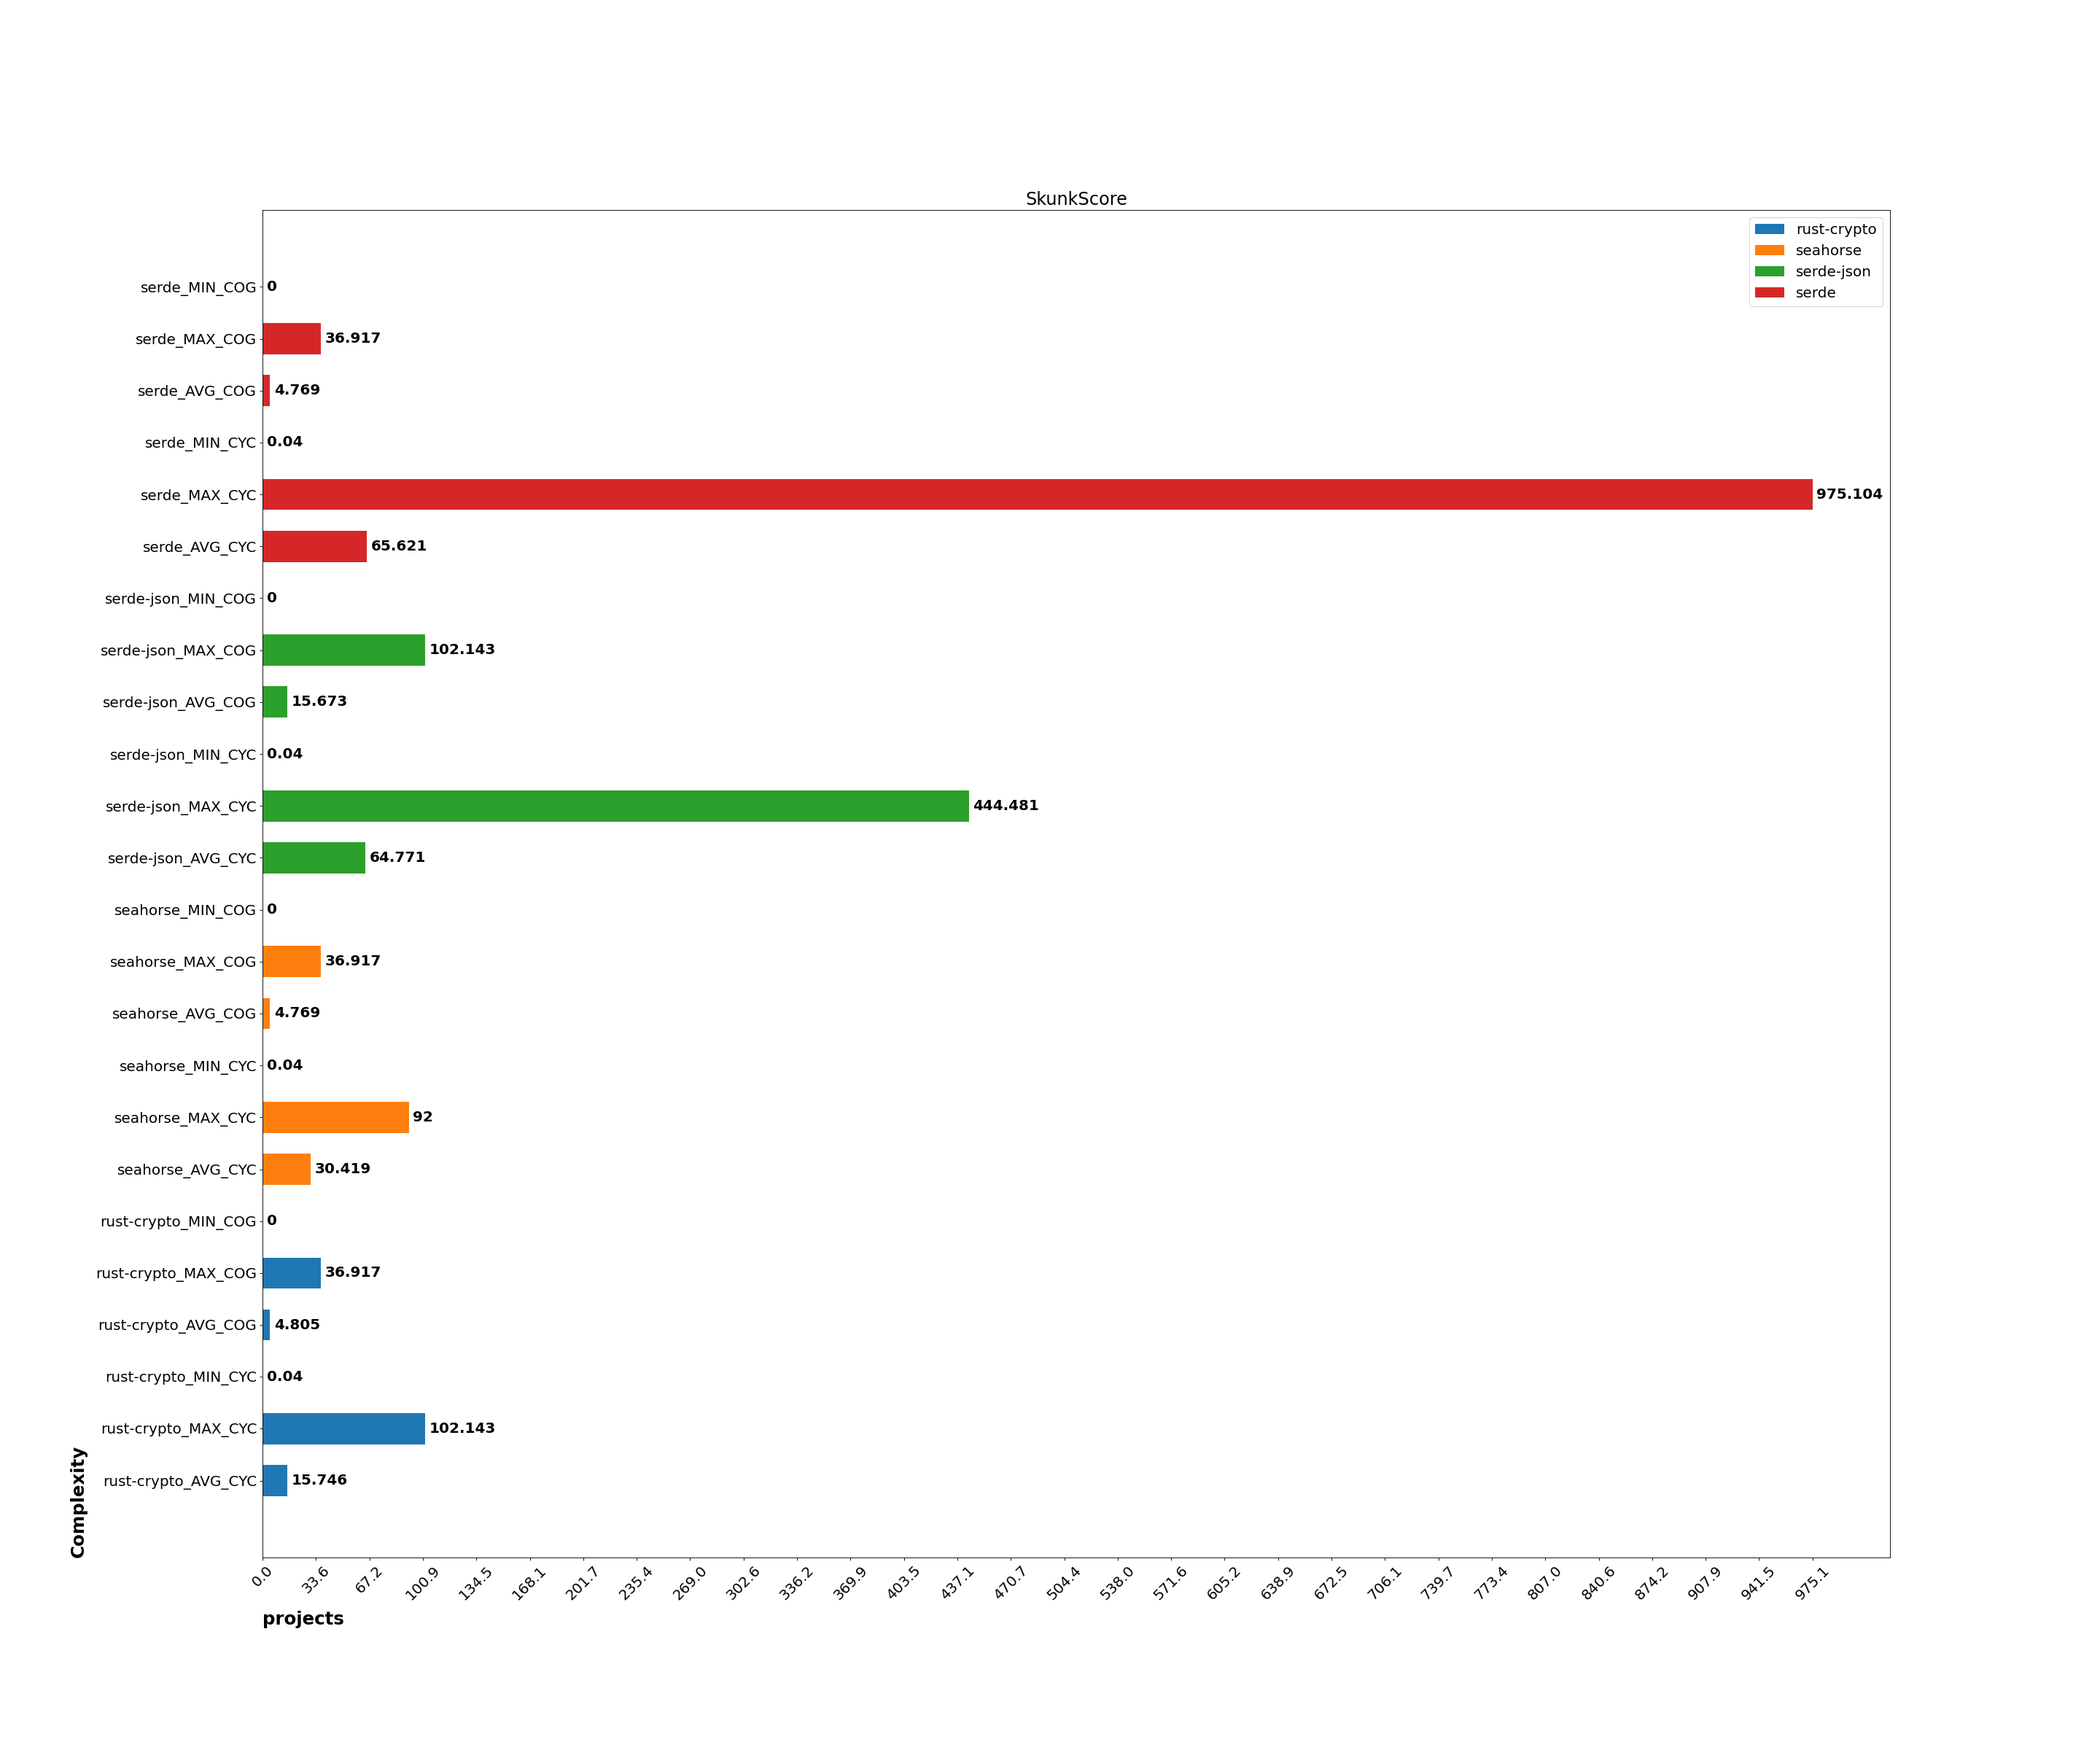 SkunkScore
rust-crypto
seahorse
serde-json
serde
serde_MIN_COG 0
serde_MAX_COG 36.917
serde_AVG_COG 4.769
serde_MIN_CYC 0.04
serde_MAX_CYC 975.104
serde_AVG_CYC 65.621
serde-json_MIN_COG 0
serde-json_MAX_COG 102.143
serde-json_AVG_COG 15.673
serde-json_MIN_CYC 0.04
serde-json_MAX_CYC 444.481
serde-json_AVG_CYC 64.771
seahorse_MIN_COG 0
seahorse_MAX_COG 36.917
seahorse_AVG_COG 4.769
seahorse_MIN_CYC 0.04
seahorse_MAX_CYC 92
seahorse_AVG_CYC 30.419
rust-crypto_MIN_COG 0
rust-crypto_MAX_COG 36.917
rust-crypto_AVG_COG 4.805
rust-crypto_MIN_CYC 0.04
rust-crypto_MAX_CYC 102.143
rust-crypto_AVG_CYC 15.746
Complexity
0.0 33.6 67.2 100.9 134.5 168.1 201.7 235.4 269.0 302.6 336.2 369.9 403.5 437.1 470.7 504.4 538.0 571.6 605.2 638.9 672.5 706.1 739.7 773.4 807.0 840.6 874.2 907.9 941.5 975.1
projects